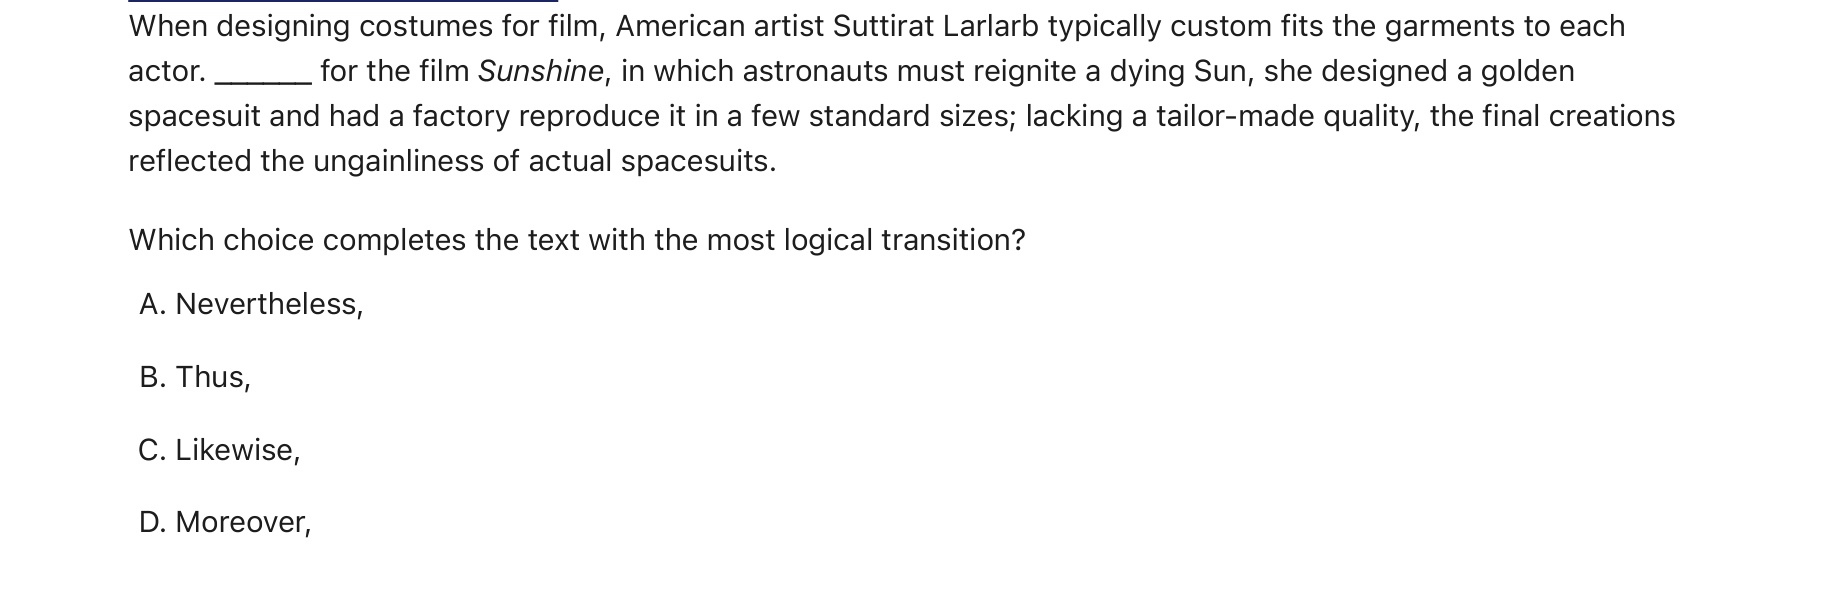 When designing costumes for film, American artist Suttirat Larlarb typically custom fits the garments to each
actor. ______ for the film Sunshine, in which astronauts must reignite a dying Sun, she designed a golden
spacesuit and had a factory reproduce it in a few standard sizes; lacking a tailor-made quality, the final creations
reflected the ungainliness of actual spacesuits.
Which choice completes the text with the most logical transition?
A. Nevertheless,
B. Thus,
C. Likewise,
D. Moreover,